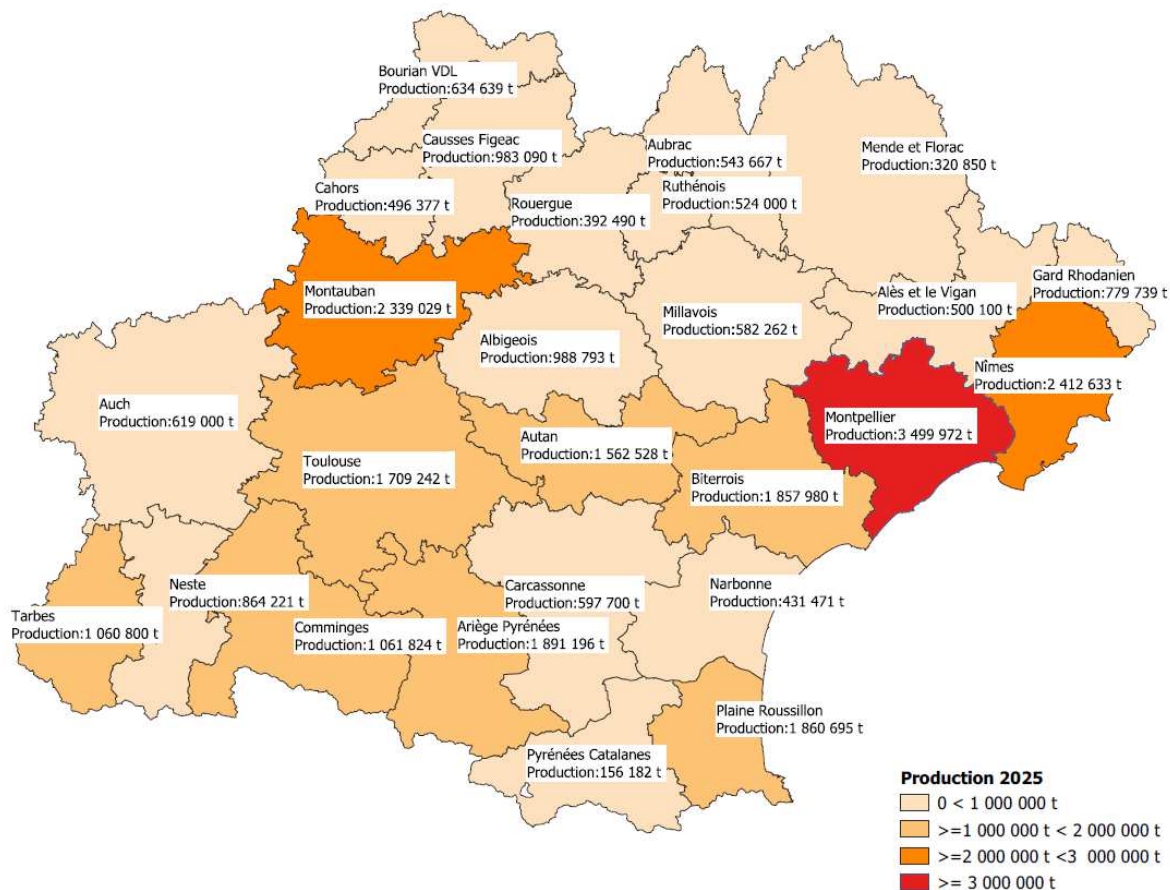 Bourian VDL
Production:634 639 t
Causses Figeac
Production:983 090 t
Aubrac
Production:543 667 t
Mende et Florac
Production:320 850 t
Cahors
Production:496 377 t
Rouergue
Production:392 490 t
Ruthénois
Production:524 000 t
Montauban
Production:2 339 029 t
Millavois
Production:582 262 t
Alès et le Vigan
Production:500 100 t
Gard Rhodanien
Production:779 739 t
Albigeois
Production:988 793 t
Nîmes
Production:2 412 633 t
Auch
Production:619 000 t
Montpellier
Production:3 499 972 t
Toulouse
Production:1 709 242 t
Autan
Production:1 562 528 t
Biterrois
Production:1 857 980 t
Tarbes
Production:1 060 800 t
Neste
Production:864 221 t
Comminges
Production:1 061 824 t
Ariège Pyrénées
Production:1 891 196 t
Carcassonne
Production:597 700 t
Narbonne
Production:431 471 t
Plaine Roussillon
Production:1 860 695 t
Pyrénées Catalanes
Production:156 182 t
Production 2025
0 < 1 000 000 t
>=1 000 000 t < 2 000 000 t
>=2 000 000 t <3  000 000 t
>= 3 000 000 t